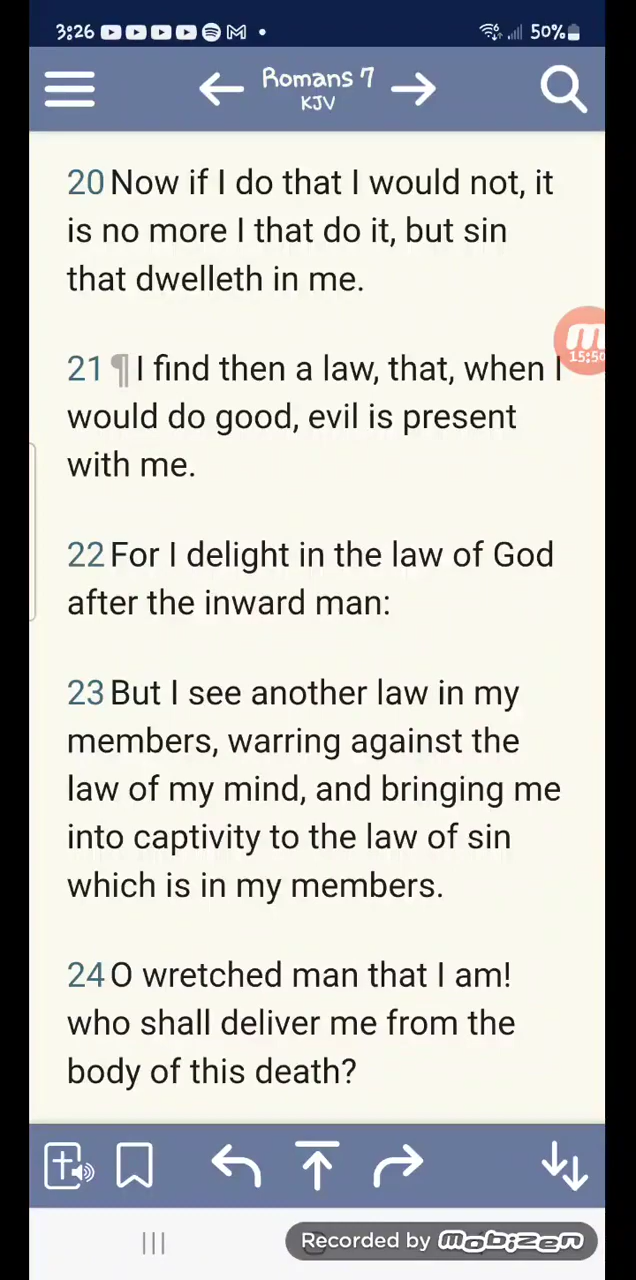 3:26 50%
Romans 7
KJV
20 Now if I do that I would not, it
is no more I that do it, but sin
that dwelleth in me.
15:50
21 ¶ I find then a law, that, when I
would do good, evil is present
with me.
22 For I delight in the law of God
after the inward man:
23 But I see another law in my
members, warring against the
law of my mind, and bringing me
into captivity to the law of sin
which is in my members.
24 O wretched man that I am!
who shall deliver me from the
body of this death?
Recorded by mobizen